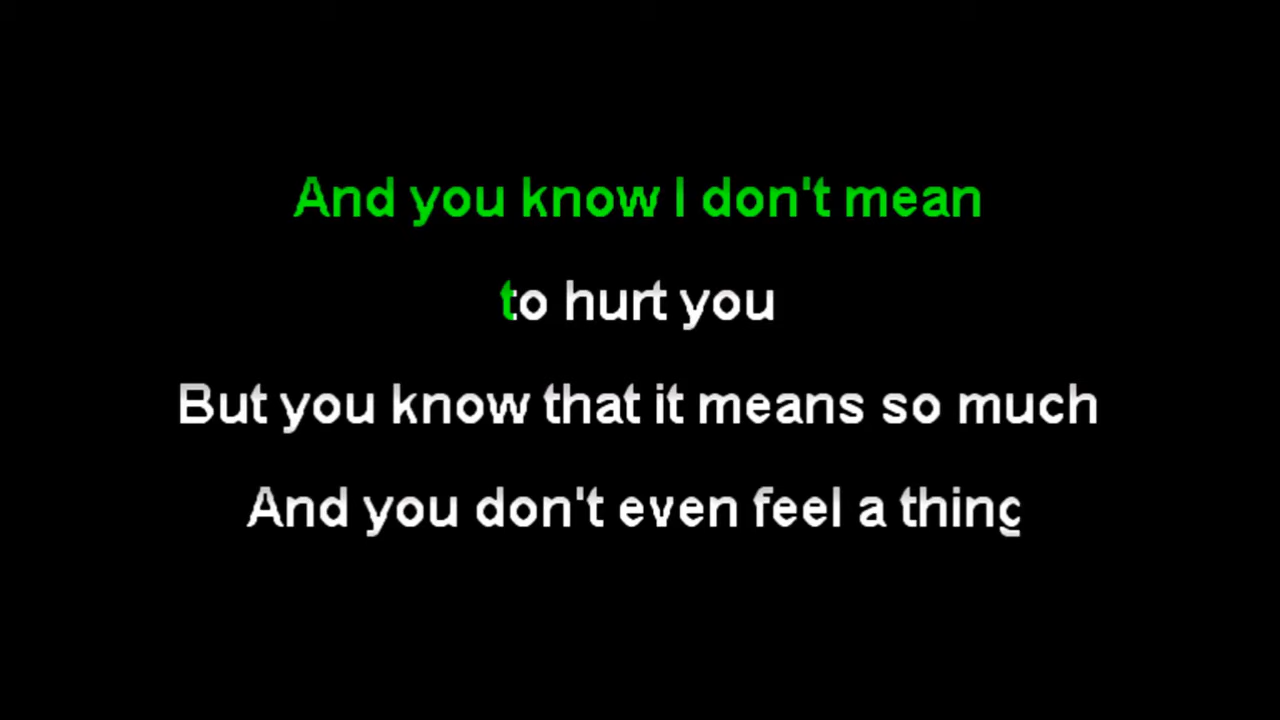 And you know I don't mean
to hurt you
But you know that it means so much
And you don't even feel a thing